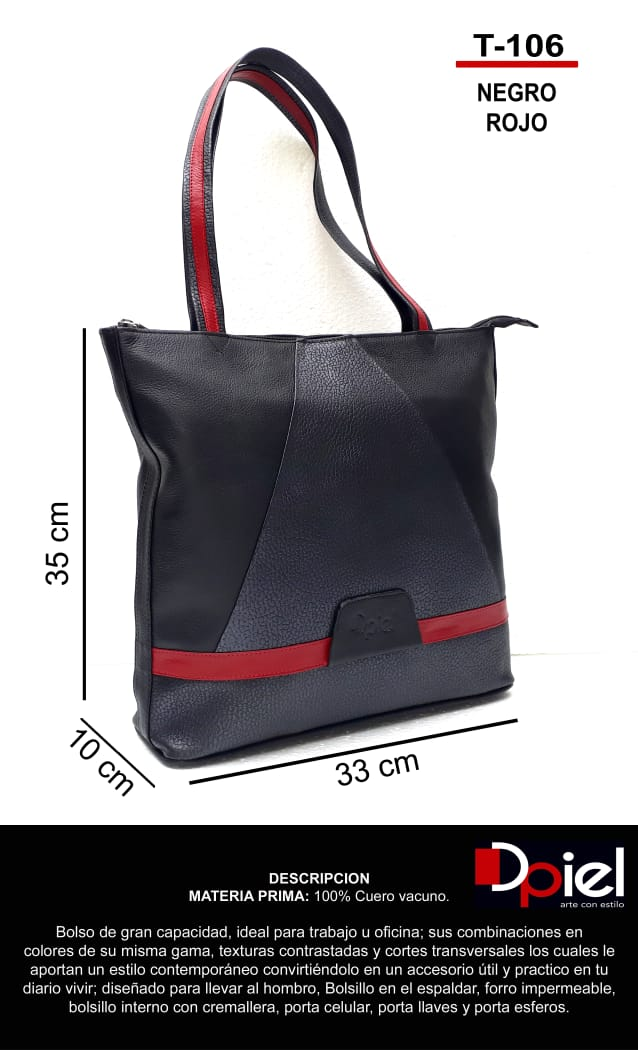 T-106
NEGRO
ROJO
35 cm
10 cm
33 cm
Dpiel
Dpiel
arte con estilo
DESCRIPCION
MATERIA PRIMA: 100% Cuero vacuno.
Bolso de gran capacidad, ideal para trabajo u oficina; sus combinaciones en
colores de su misma gama, texturas contrastadas y cortes transversales los cuales le
aportan un estilo contemporáneo convirtiéndolo en un accesorio útil y practico en tu
diario vivir; diseñado para llevar al hombro, Bolsillo en el espaldar, forro impermeable,
bolsillo interno con cremallera, porta celular, porta llaves y porta esferos.